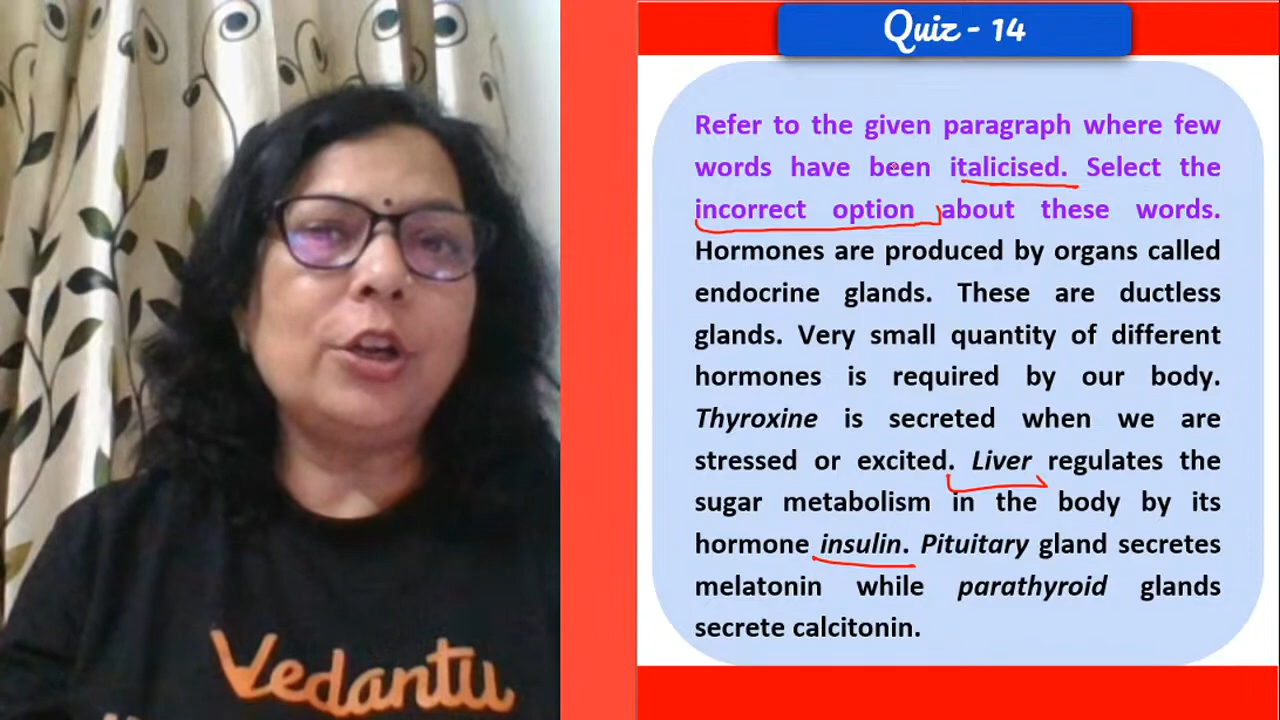 Quiz - 14
Refer to the given paragraph where few
words have been italicised. Select the
incorrect option about these words.
Hormones are produced by organs called
endocrine glands. These are ductless
glands. Very small quantity of different
hormones is required by our body.
Thyroxine is secreted when we are
stressed or excited. Liver regulates the
sugar metabolism in the body by its
hormone insulin. Pituitary gland secretes
melatonin while parathyroid glands
secrete calcitonin.
Vedantu